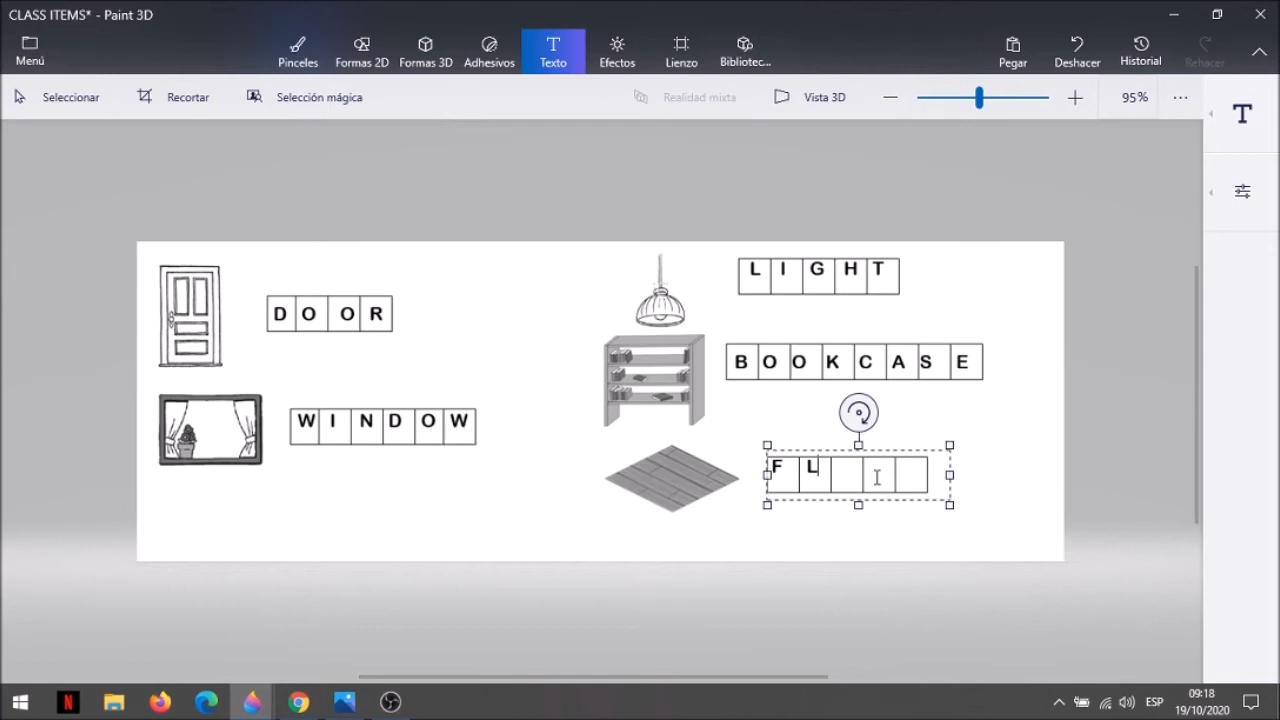 CLASS ITEMS* - Paint 3D
Menú
Pinceles
Formas 2D
Formas 3D
Adhesivos
Texto
Efectos
Lienzo
Bibliotec...
Pegar
Deshacer
Historial
Rehacer
Seleccionar
Recortar
Selección mágica
Realidad mixta
Vista 3D
95%
T
D O O R
W I N D O W
L I G H T
B O O K C A S E
F L
N
ESP
09:18
19/10/2020